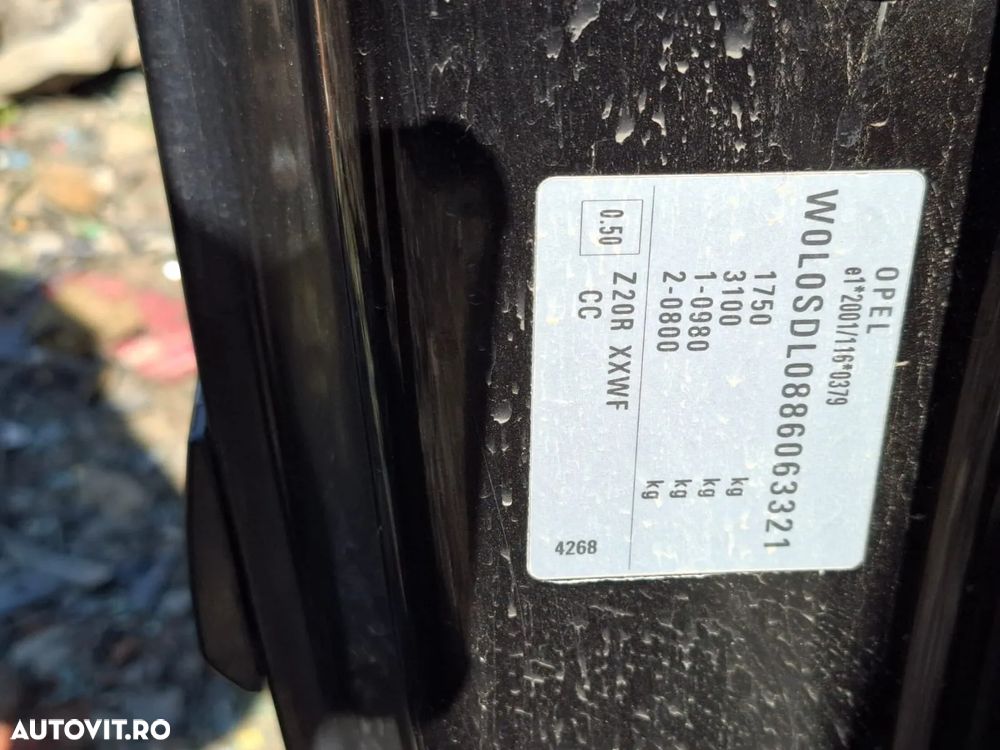 OPEL
e1*2001/116*0379
W0L0SDL0886063321
1750 kg
3100 kg
1-0980 kg
2-0800 kg
0.50 Z20R XXWF
CC
4268
AUTOVIT.RO